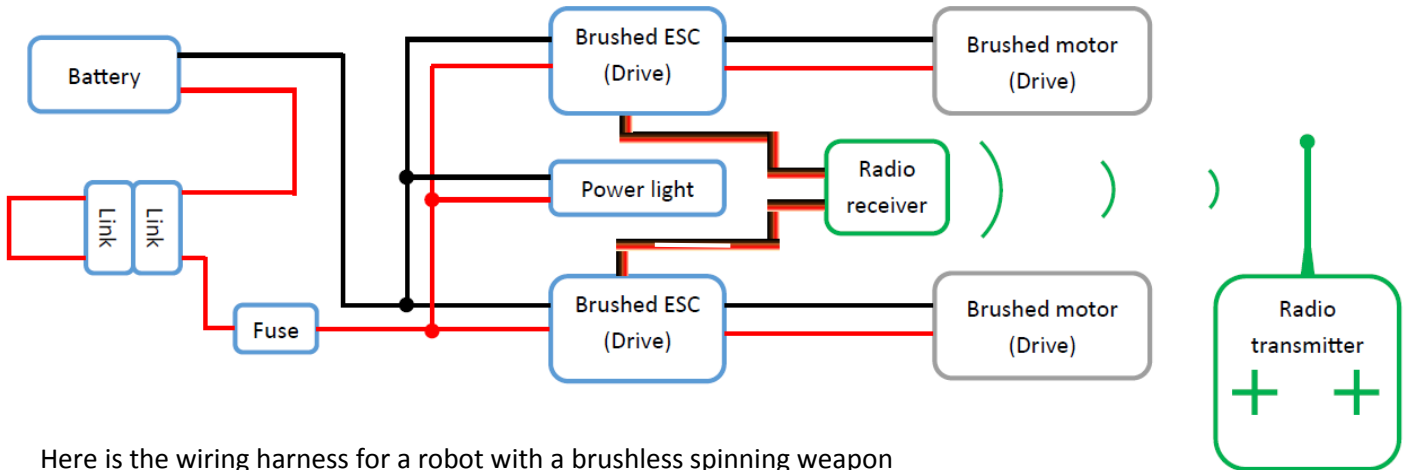 Battery
Brushed ESC
(Drive)
Brushed motor
(Drive)
Link
Link
Power light
Radio
receiver
Fuse
Brushed ESC
(Drive)
Brushed motor
(Drive)
Radio
transmitter
Here is the wiring harness for a robot with a brushless spinning weapon